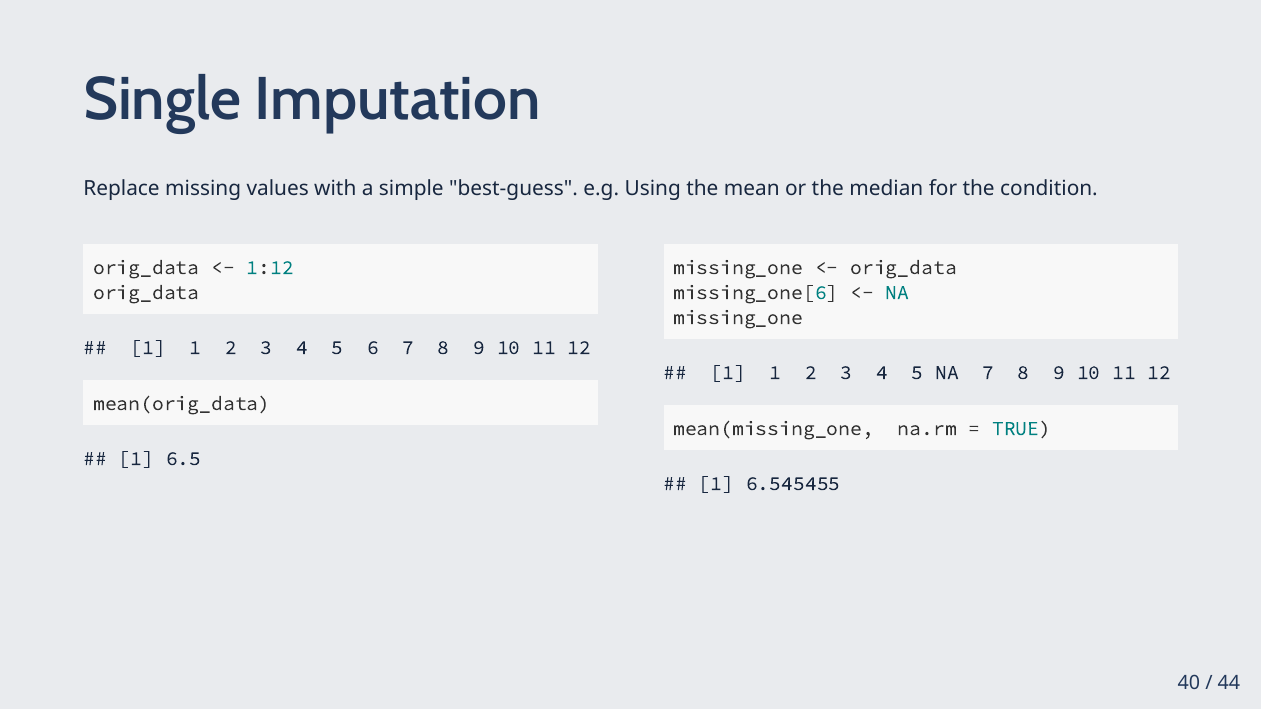 Single Imputation
Replace missing values with a simple "best-guess". e.g. Using the mean or the median for the condition.
orig_data <- 1:12
orig_data
##  [1]  1  2  3  4  5  6  7  8  9 10 11 12
mean(orig_data)
## [1] 6.5
missing_one <- orig_data
missing_one[6] <- NA
missing_one
##  [1]  1  2  3  4  5 NA  7  8  9 10 11 12
mean(missing_one,  na.rm = TRUE)
## [1] 6.545455
40 / 44